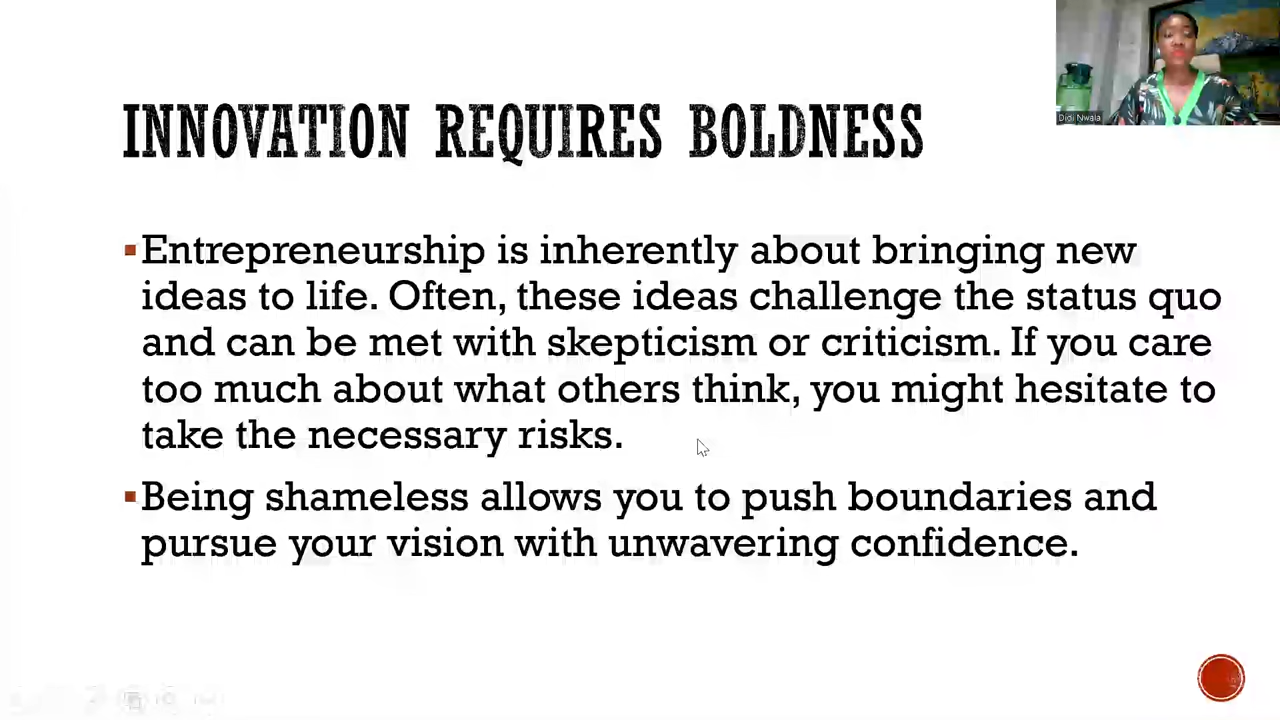 INNOVATION REQUIRES BOLDNESS
Didi Nwala
▪Entrepreneurship is inherently about bringing new
ideas to life. Often, these ideas challenge the status quo
and can be met with skepticism or criticism. If you care
too much about what others think, you might hesitate to
take the necessary risks.
▪Being shameless allows you to push boundaries and
pursue your vision with unwavering confidence.